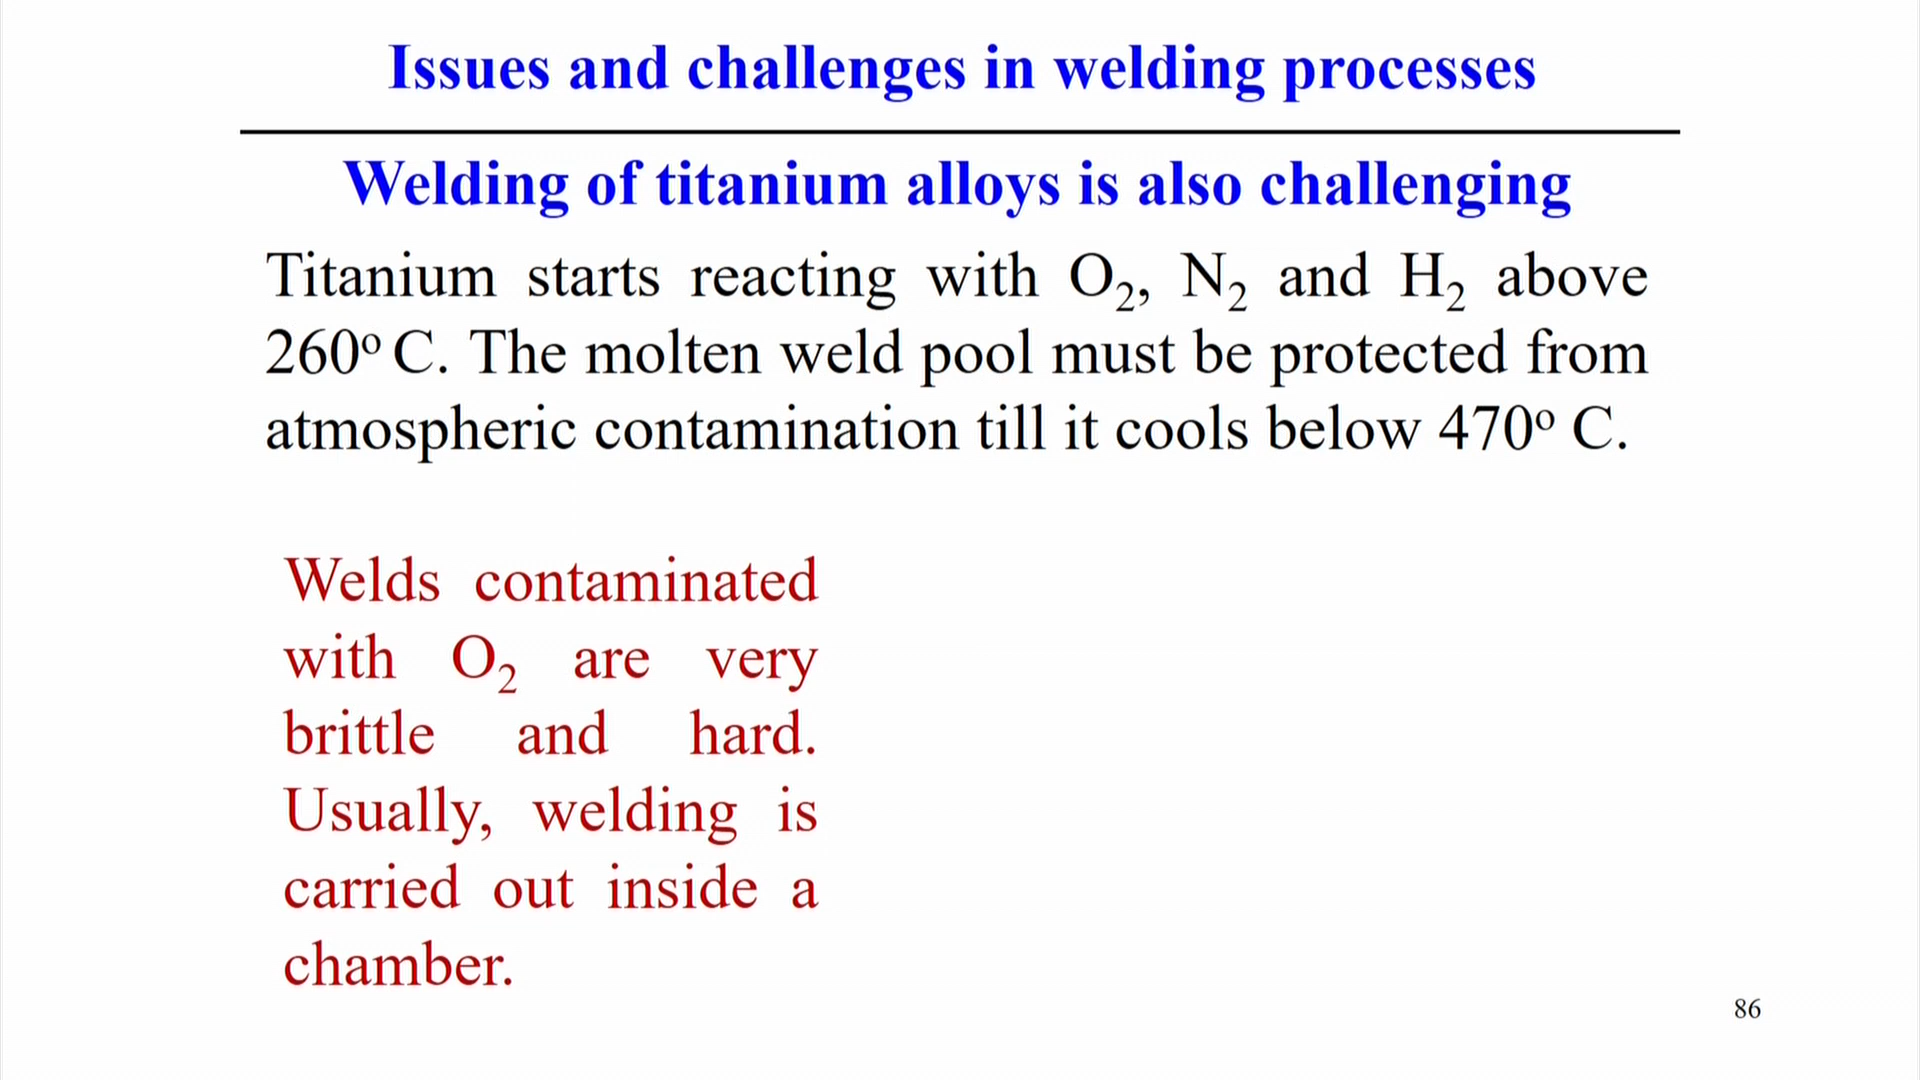 Issues and challenges in welding processes
Welding of titanium alloys is also challenging
Titanium starts reacting with O₂, N₂ and H₂ above
260º C. The molten weld pool must be protected from
atmospheric contamination till it cools below 470º C.
Welds contaminated
with O₂ are very
brittle and hard.
Usually, welding is
carried out inside a
chamber.
86